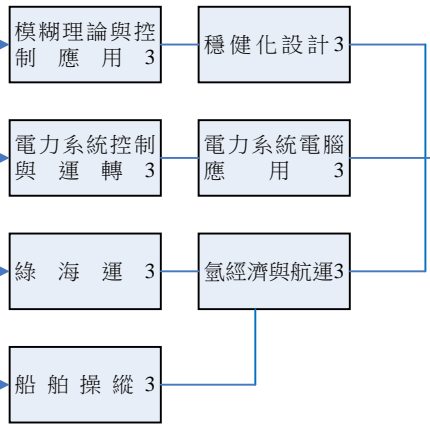 模糊理論與控
制應用3
穩健化設計3
電力系統控制
與運轉3
電力系統電腦
應用3
綠海運3
氫經濟與航運3
船舶操縱3